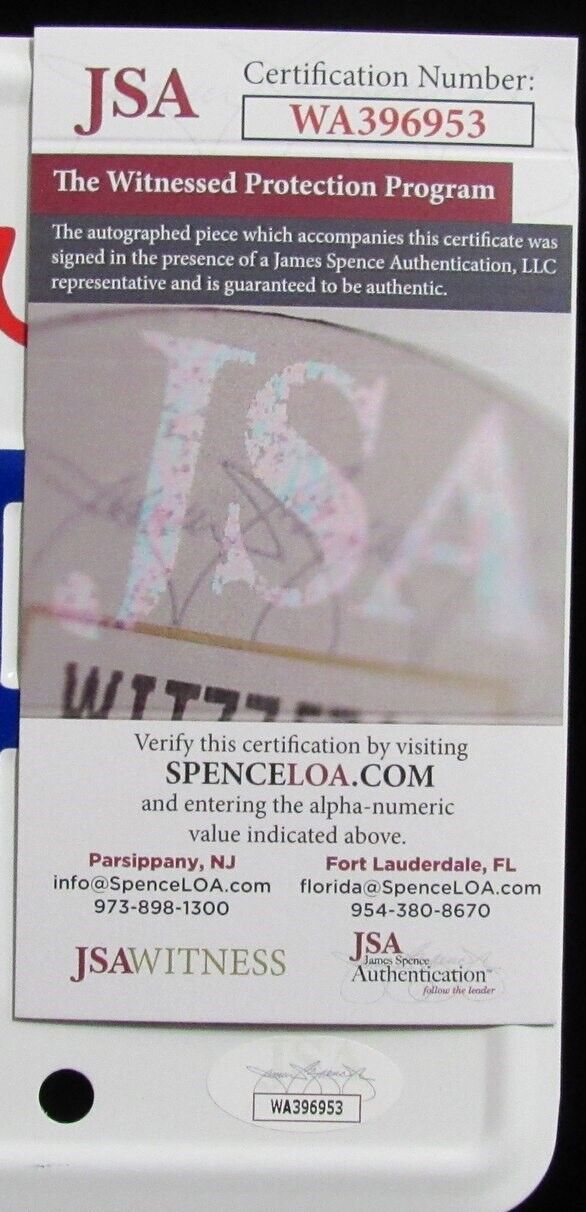 JSA
Certification Number:
WA396953
The Witnessed Protection Program
The autographed piece which accompanies this certificate was
signed in the presence of a James Spence Authentication, LLC
representative and is guaranteed to be authentic.
JSA
Verify this certification by visiting
SPENCELOA.COM
and entering the alpha-numeric
value indicated above.
Parsippany, NJ
info@SpenceLOA.com
973-898-1300
Fort Lauderdale, FL
florida@SpenceLOA.com
954-380-8670
JSAWITNESS
JSA
James Spence
Authentication™
follow the leader
WA396953